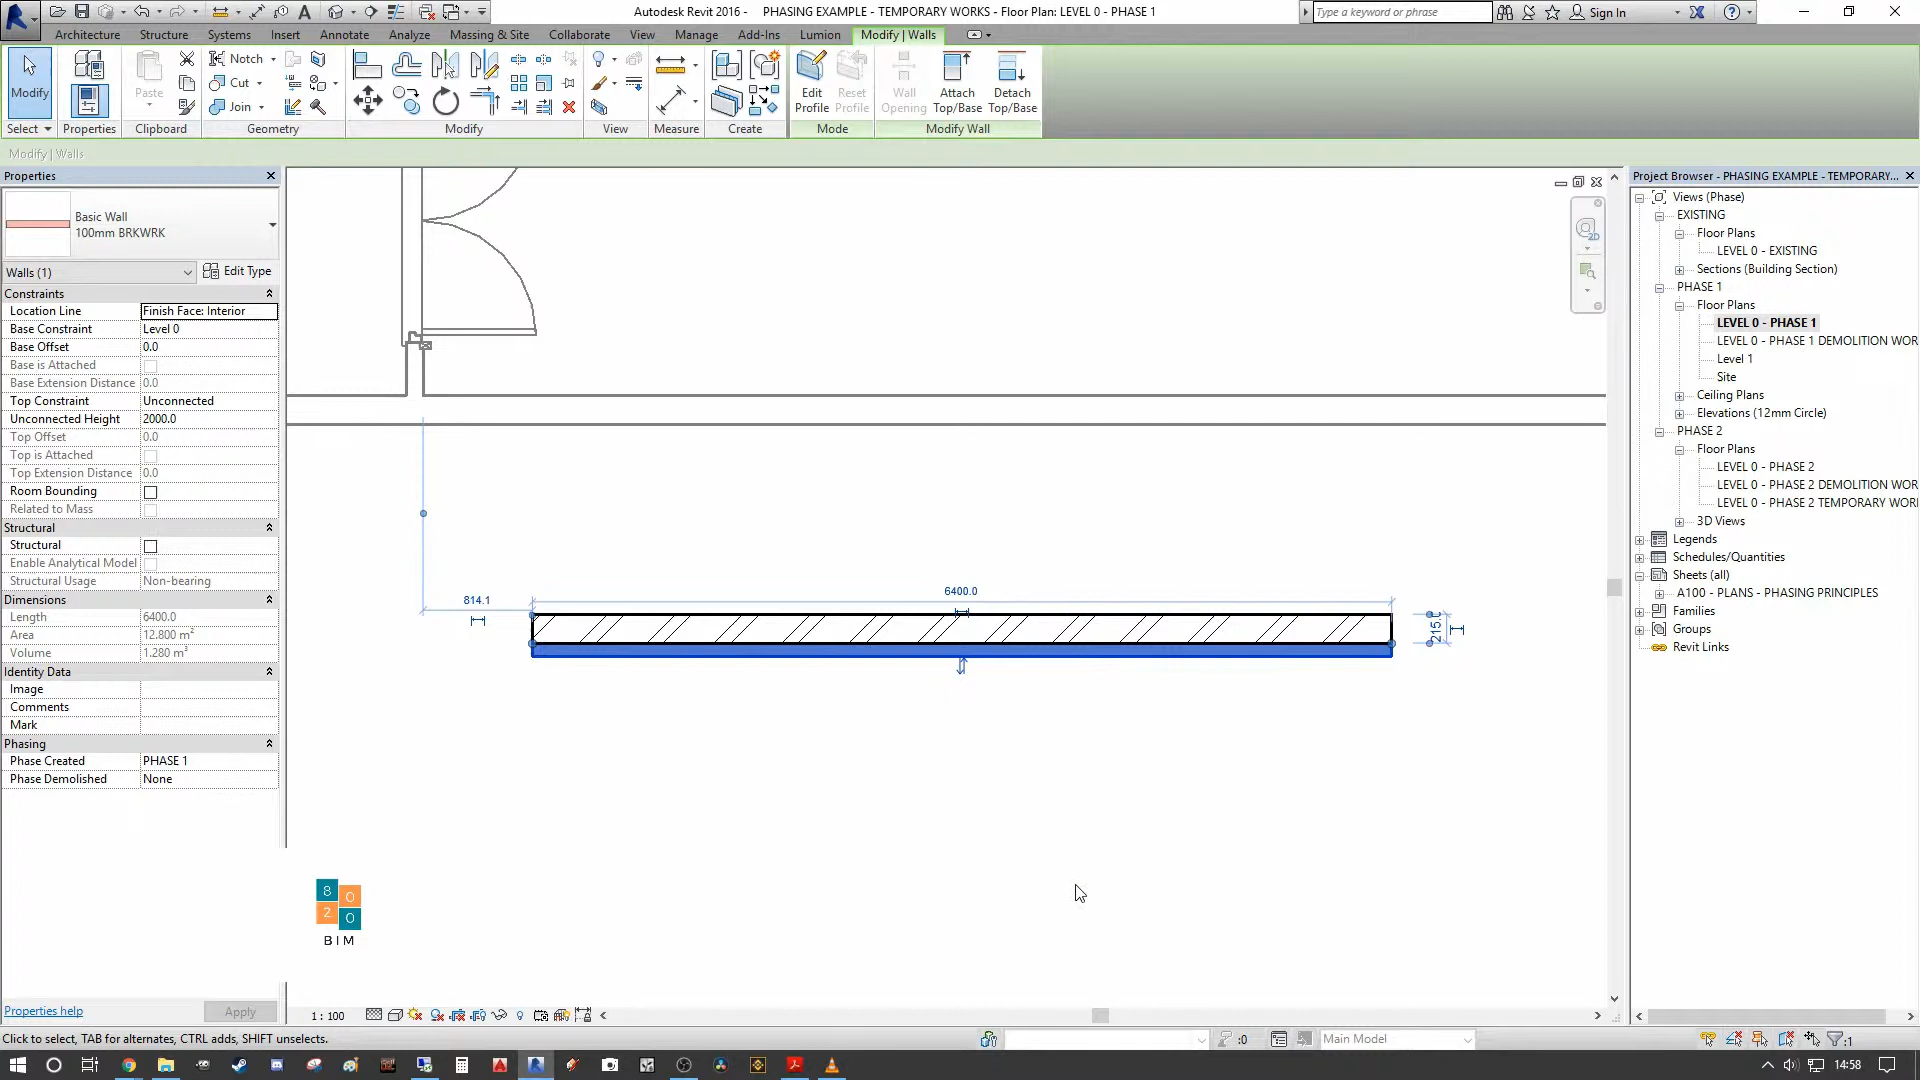 Autodesk Revit 2016 - PHASING EXAMPLE - TEMPORARY WORKS - Floor Plan: LEVEL 0 - PHASE 1
Type a keyword or phrase
Sign In
Architecture Structure Systems Insert Annotate Analyze Massing & Site Collaborate View Manage Add-Ins Lumion Modify | Walls
Modify
Paste
Notch
Cut
Join
Edit Profile
Reset Profile
Wall Opening
Attach Top/Base
Detach Top/Base
Select Properties Clipboard Geometry Modify View Measure Create Mode Modify Wall
Modify | Walls
Properties
Basic Wall
100mm BRKWRK
Walls (1)
Edit Type
Constraints
Location Line Finish Face: Interior
Base Constraint Level 0
Base Offset 0.0
Base is Attached
Base Extension Distance 0.0
Top Constraint Unconnected
Unconnected Height 2000.0
Top Offset 0.0
Top is Attached
Top Extension Distance 0.0
Room Bounding
Related to Mass
Structural
Structural
Enable Analytical Model
Structural Usage Non-bearing
Dimensions
Length 6400.0
Area 12.800 m²
Volume 1.280 m³
Identity Data
Image
Comments
Mark
Phasing
Phase Created PHASE 1
Phase Demolished None
Properties help
Apply
2D
814.1
6400.0
215.0
8 0
2 0
BIM
1 : 100
Project Browser - PHASING EXAMPLE - TEMPORARY...
Views (Phase)
EXISTING
Floor Plans
LEVEL 0 - EXISTING
Sections (Building Section)
PHASE 1
Floor Plans
LEVEL 0 - PHASE 1
LEVEL 0 - PHASE 1 DEMOLITION WOR
Level 1
Site
Ceiling Plans
Elevations (12mm Circle)
PHASE 2
Floor Plans
LEVEL 0 - PHASE 2
LEVEL 0 - PHASE 2 DEMOLITION WOR
LEVEL 0 - PHASE 2 TEMPORARY WORI
3D Views
Legends
Schedules/Quantities
Sheets (all)
A100 - PLANS - PHASING PRINCIPLES
Families
Groups
Revit Links
Click to select, TAB for alternates, CTRL adds, SHIFT unselects.
:0
Main Model
:1
14:58